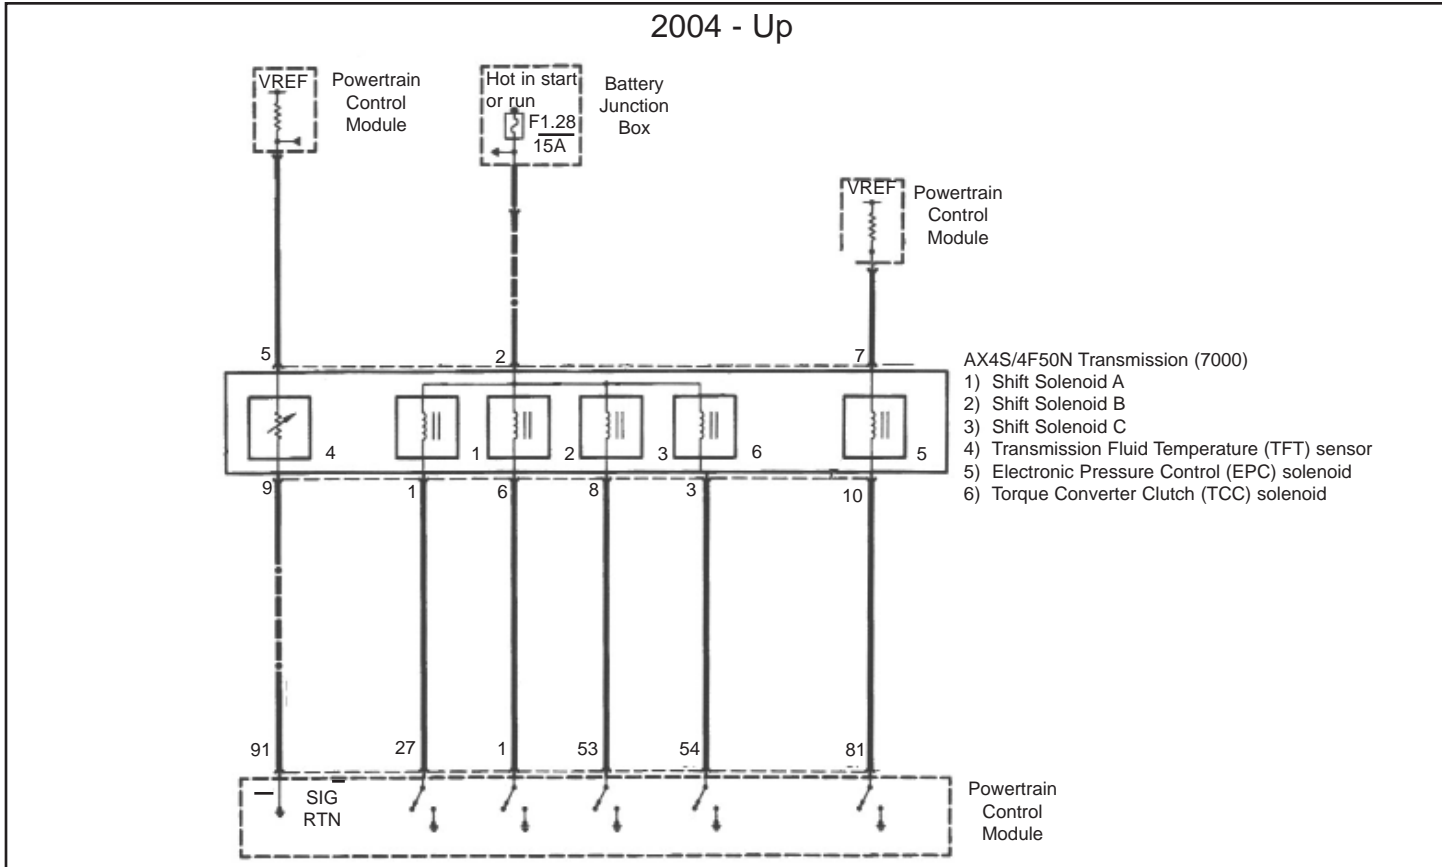 2004 - Up
VREF
Powertrain
Control
Module
Hot in start
or run
F1.28
15A
Battery
Junction
Box
VREF
Powertrain
Control
Module
5
2
7
4
1
2
3
6
5
9
1
6
8
3
10
AX4S/4F50N Transmission (7000)
1) Shift Solenoid A
2) Shift Solenoid B
3) Shift Solenoid C
4) Transmission Fluid Temperature (TFT) sensor
5) Electronic Pressure Control (EPC) solenoid
6) Torque Converter Clutch (TCC) solenoid
91
27
1
53
54
81
SIG
RTN
Powertrain
Control
Module